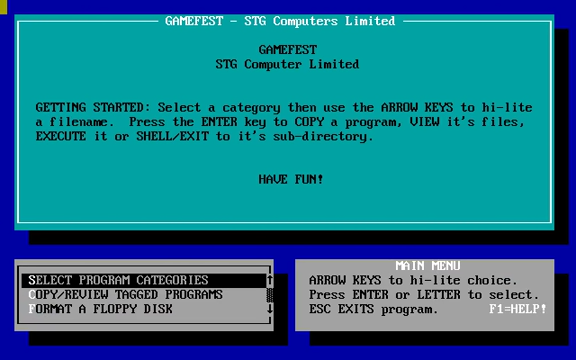 GAMEFEST - STG Computers Limited
GAMEFEST
STG Computer Limited
GETTING STARTED: Select a category then use the ARROW KEYS to hi-lite
a filename.  Press the ENTER key to COPY a program, VIEW it's files,
EXECUTE it or SHELL/EXIT to it's sub-directory.
HAVE FUN!
SELECT PROGRAM CATEGORIES
COPY/REVIEW TAGGED PROGRAMS
FORMAT A FLOPPY DISK
MAIN MENU
ARROW KEYS to hi-lite choice.
Press ENTER or LETTER to select.
ESC EXITS program.  F1=HELP!